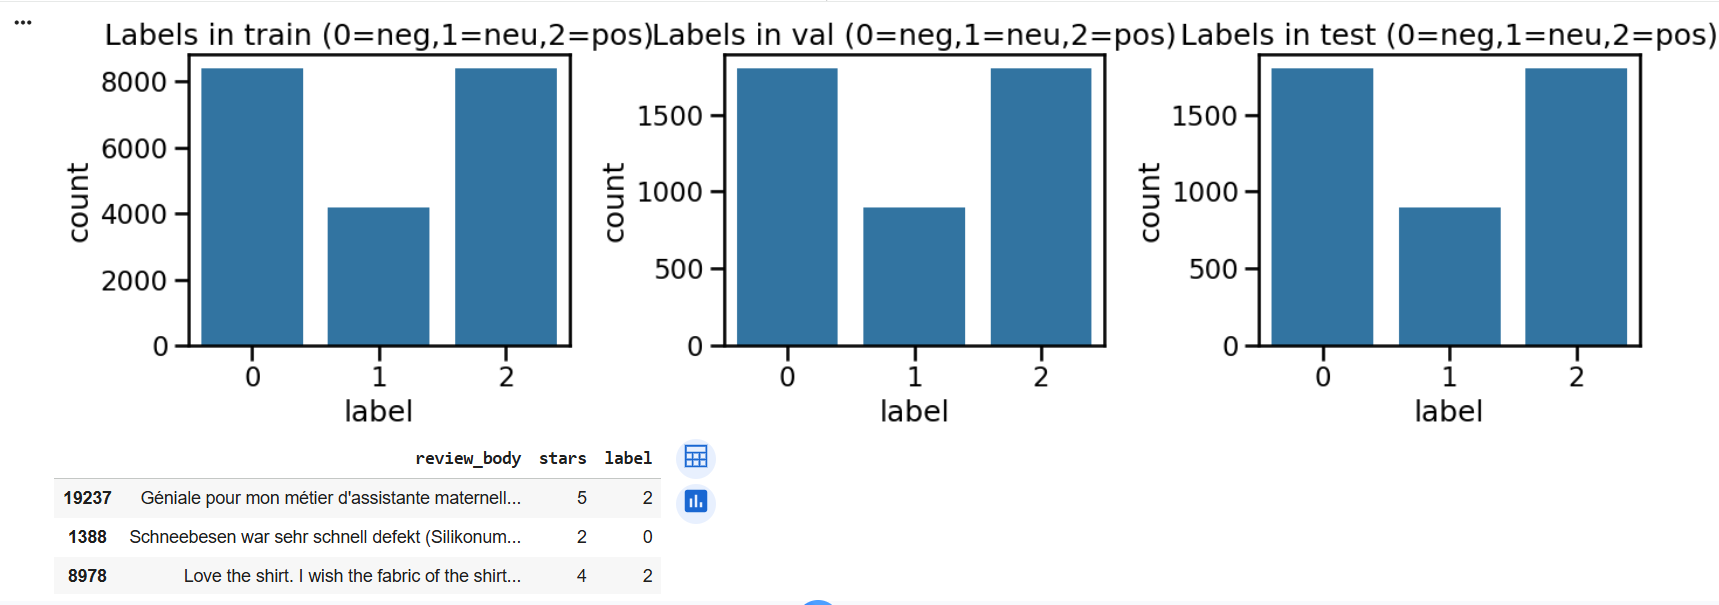 ...
Labels in train (0=neg,1=neu,2=pos)
8000
6000
4000
2000
0
count
0 1 2
label
Labels in val (0=neg,1=neu,2=pos)
1500
1000
500
0
count
0 1 2
label
Labels in test (0=neg,1=neu,2=pos)
1500
1000
500
0
count
0 1 2
label
review_body stars label
19237 Géniale pour mon métier d'assistante maternell... 5 2
1388 Schneebesen war sehr schnell defekt (Silikonum... 2 0
8978 Love the shirt. I wish the fabric of the shirt... 4 2